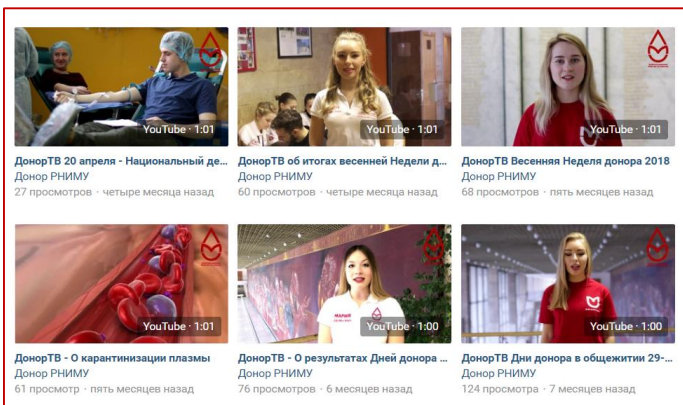 YouTube · 1:01
YouTube · 1:01
YouTube · 1:01
ДонорТВ 20 апреля - Национальный де...
ДонорТВ об итогах весенней Недели д...
ДонорТВ Весенняя Неделя донора 2018
Донор РНИМУ
Донор РНИМУ
Донор РНИМУ
27 просмотров · четыре месяца назад
60 просмотров · четыре месяца назад
68 просмотров · пять месяцев назад
МАРИЯ
YouTube · 1:01
YouTube · 1:00
YouTube · 1:00
ДонорТВ - О карантинизации плазмы
ДонорТВ - О результатах Дней донора ...
ДонорТВ Дни донора в общежитии 29-...
Донор РНИМУ
Донор РНИМУ
Донор РНИМУ
61 просмотр · пять месяцев назад
76 просмотров · 6 месяцев назад
124 просмотра · 7 месяцев назад